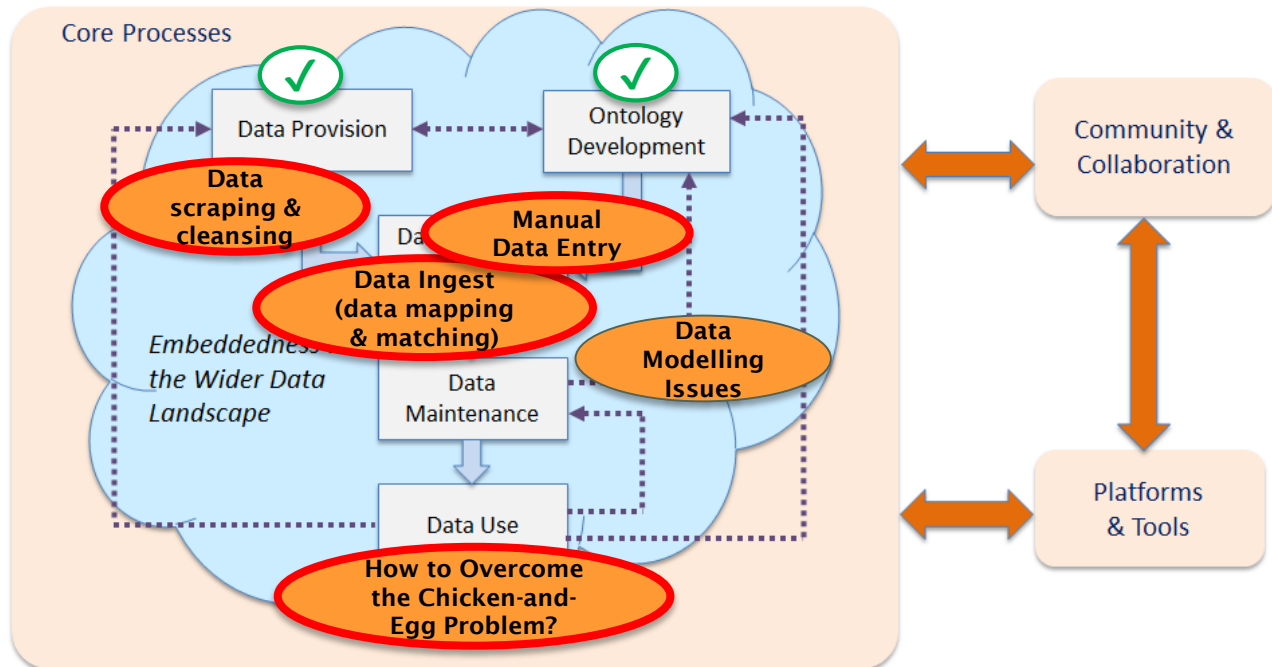 Core Processes
✓
✓
Data Provision
Ontology
Development
Data
scraping &
cleansing
Manual
Data Entry
Data Ingest
(data mapping
& matching)
Data
Modelling
Issues
Embeddedness
the Wider Data
Landscape
Data
Maintenance
Data Use
How to Overcome
the Chicken-and-
Egg Problem?
Community &
Collaboration
Platforms
& Tools